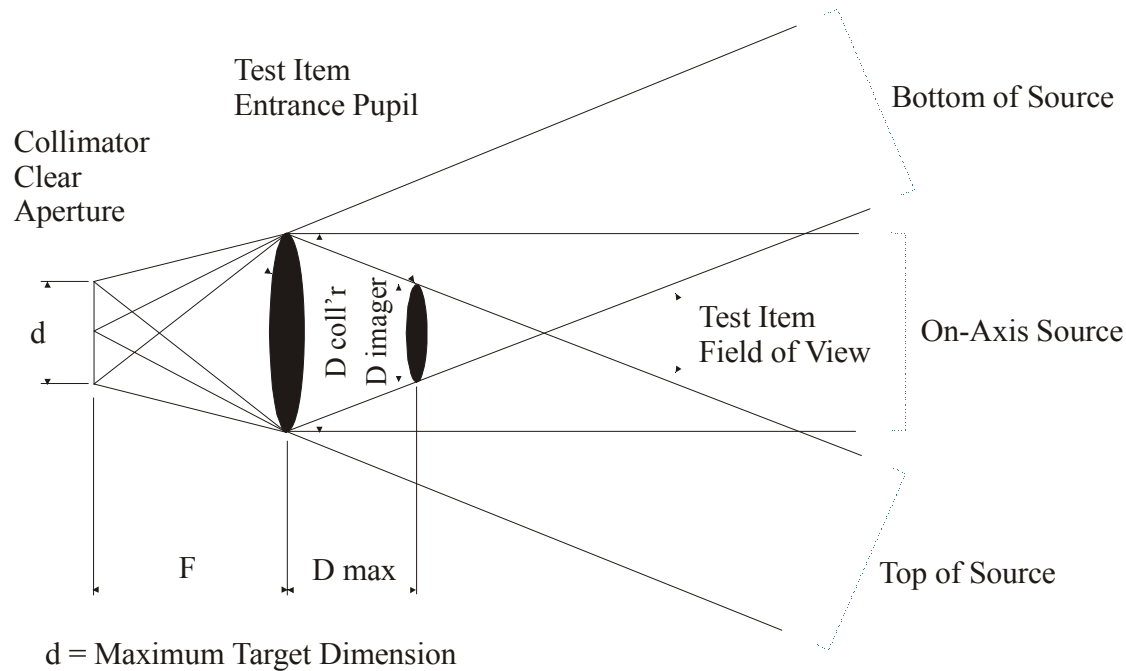 Test Item
Entrance Pupil
Bottom of Source
Collimator
Clear
Aperture
d
D coll'r
D imager
Test Item
Field of View
On-Axis Source
F
D max
Top of Source
d = Maximum Target Dimension